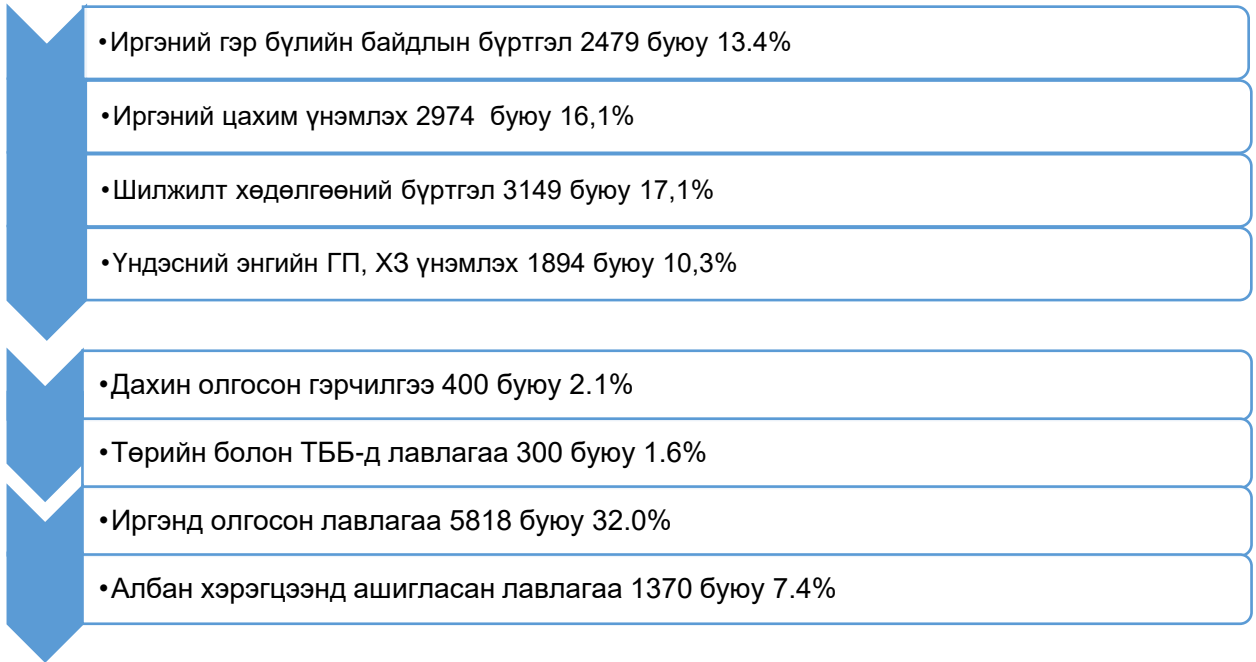 •Иргэний гэр бүлийн байдлын бүртгэл 2479 буюу 13.4%
•Иргэний цахим үнэмлэх 2974  буюу 16,1%
•Шилжилт хөдөлгөөний бүртгэл 3149 буюу 17,1%
•Үндэсний энгийн ГП, ХЗ үнэмлэх 1894 буюу 10,3%
•Дахин олгосон гэрчилгээ 400 буюу 2.1%
•Төрийн болон ТББ-д лавлагаа 300 буюу 1.6%
•Иргэнд олгосон лавлагаа 5818 буюу 32.0%
•Албан хэрэгцээнд ашигласан лавлагаа 1370 буюу 7.4%